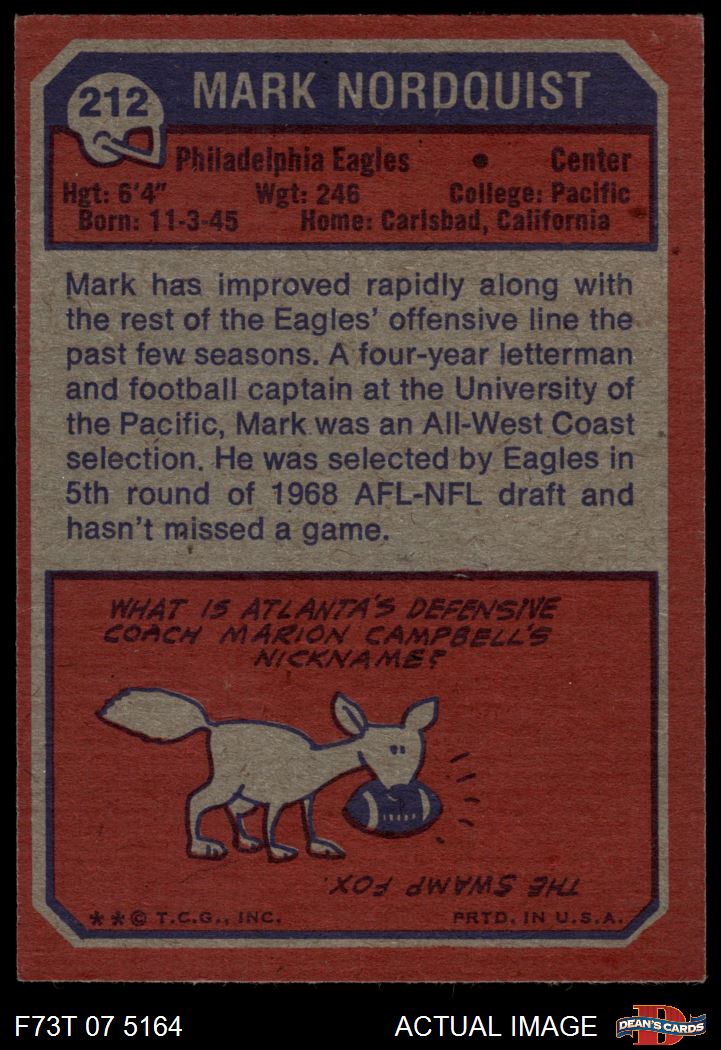 212
MARK NORDQUIST
Philadelphia Eagles • Center
Hgt: 6'4" Wgt: 246 College: Pacific
Born: 11-3-45 Home: Carlsbad, California
Mark has improved rapidly along with
the rest of the Eagles' offensive line the
past few seasons. A four-year letterman
and football captain at the University of
the Pacific, Mark was an All-West Coast
selection. He was selected by Eagles in
5th round of 1968 AFL-NFL draft and
hasn't missed a game.
WHAT IS ATLANTA'S DEFENSIVE
COACH MARION CAMPBELL'S
NICKNAME?
THE SWAMP FOX.
**© T.C.G., INC. PRTD. IN U.S.A.
F73T 07 5164 ACTUAL IMAGE
D
DEAN'S CARDS